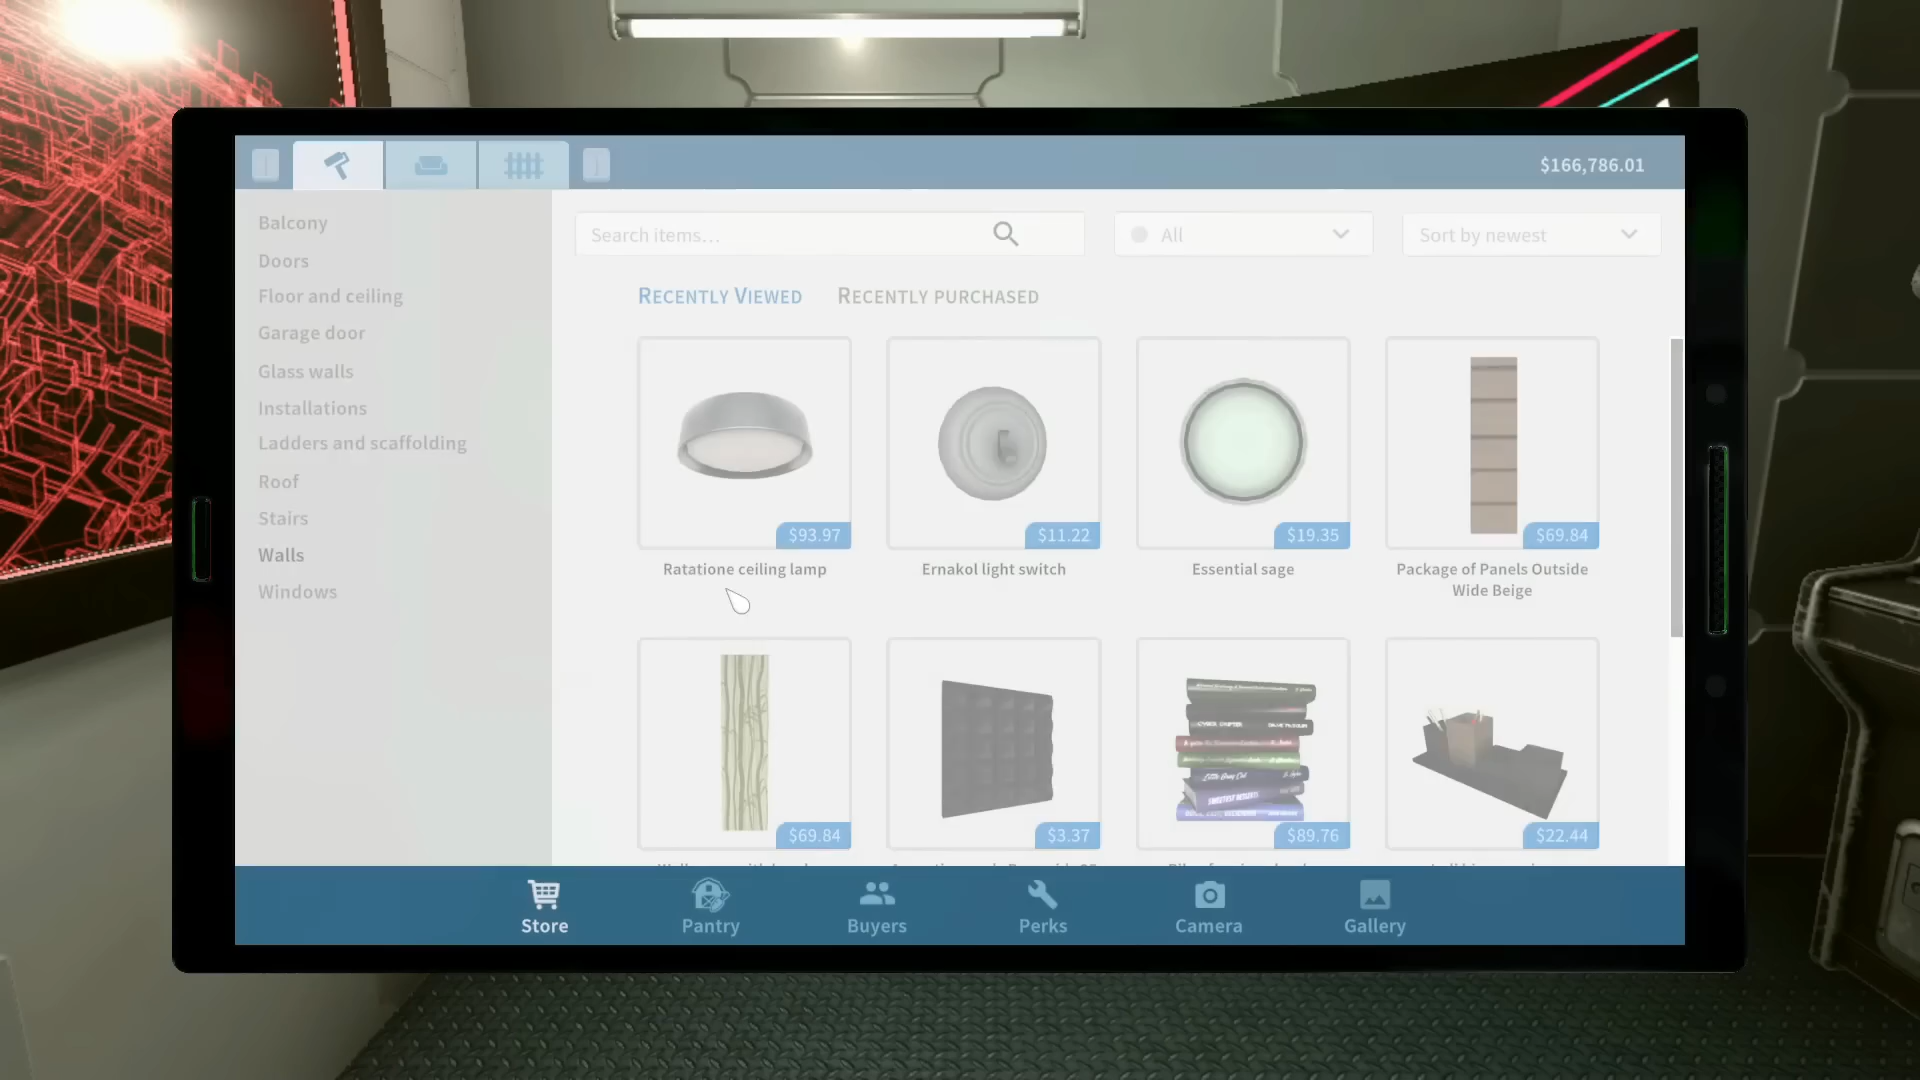 $166,786.01
Balcony
Doors
Floor and ceiling
Garage door
Glass walls
Installations
Ladders and scaffolding
Roof
Stairs
Walls
Windows
Search items...
All
Sort by newest
RECENTLY VIEWED
RECENTLY PURCHASED
$93.97
Ratatione ceiling lamp
$11.22
Ernakol light switch
$19.35
Essential sage
$69.84
Package of Panels Outside
Wide Beige
$69.84
$3.37
$89.76
$22.44
Store
Pantry
Buyers
Perks
Camera
Gallery